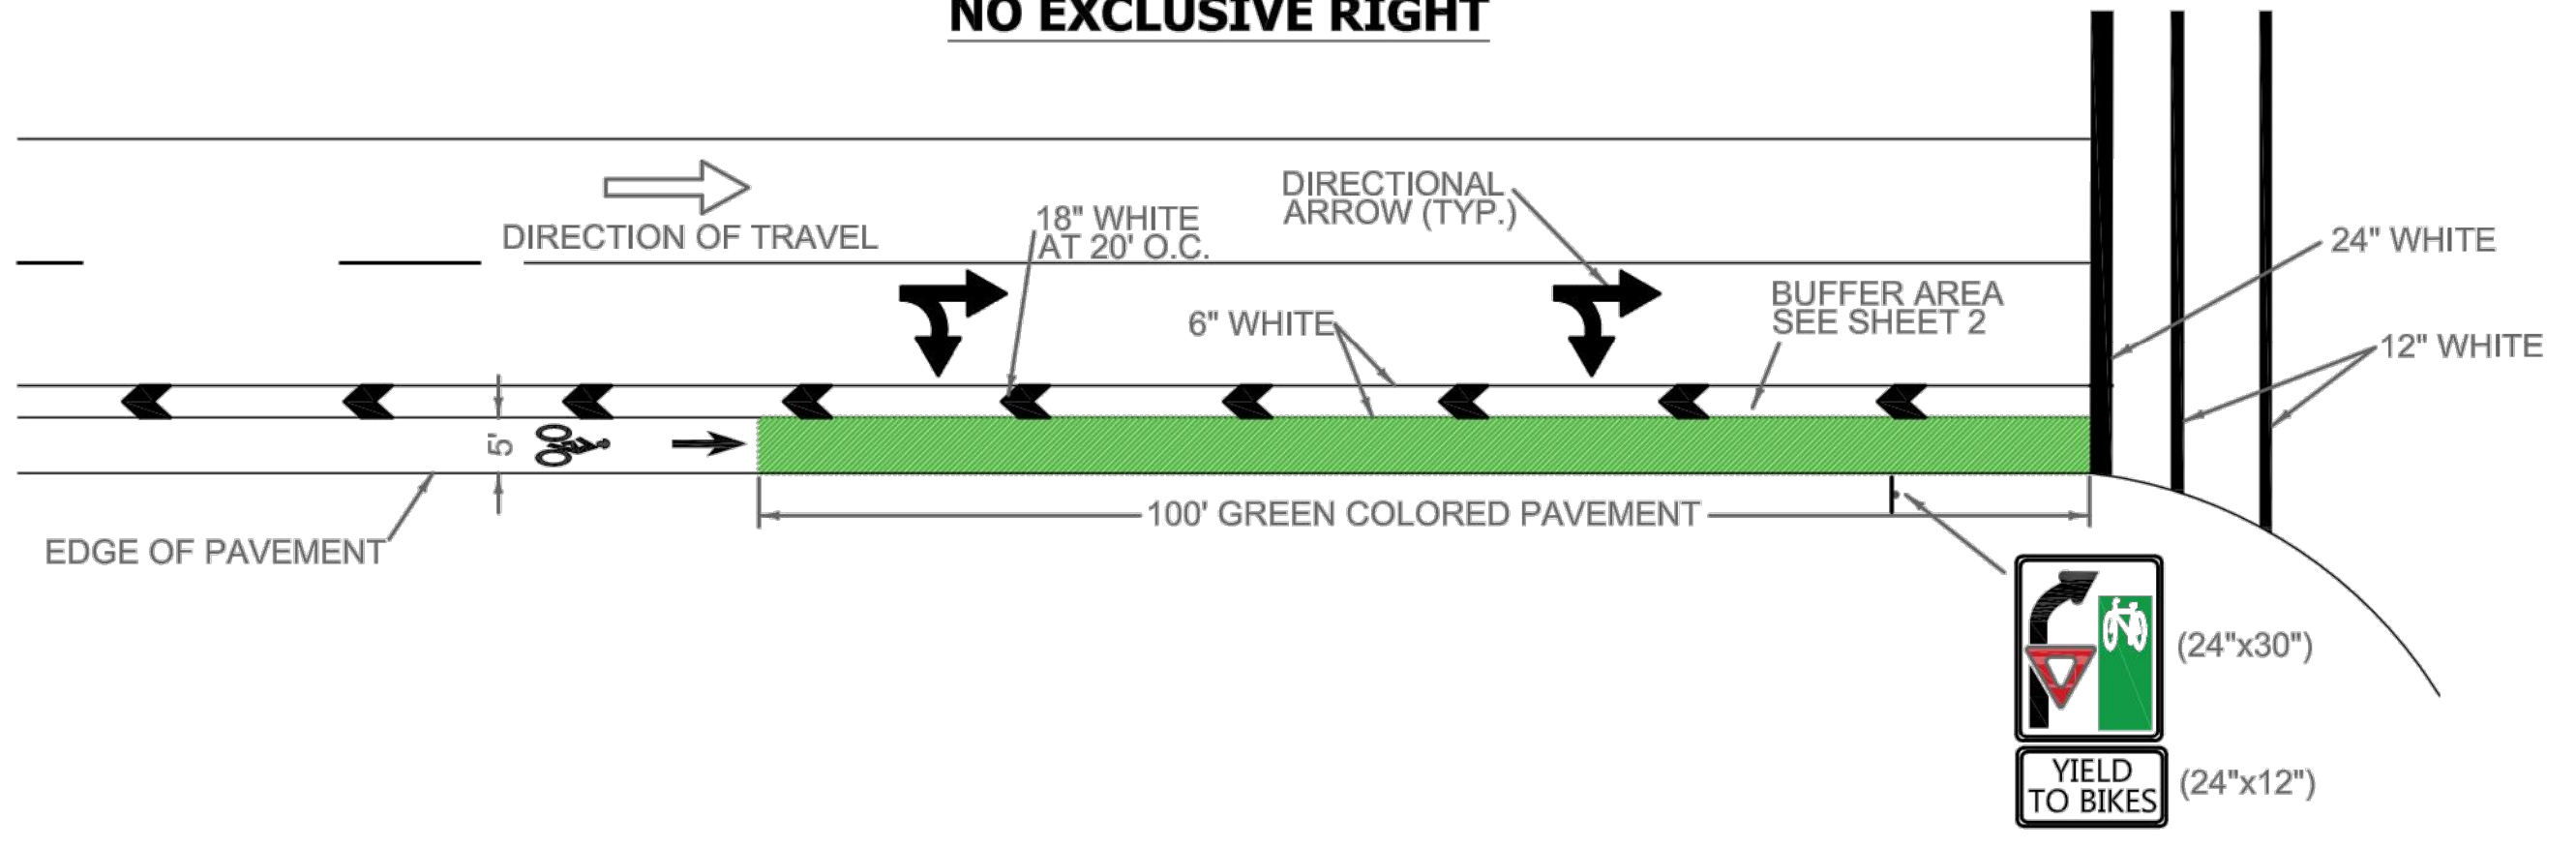 NO EXCLUSIVE RIGHT
DIRECTION OF TRAVEL
18" WHITE
AT 20' O.C.
DIRECTIONAL
ARROW (TYP.)
6" WHITE
BUFFER AREA
SEE SHEET 2
24" WHITE
12" WHITE
5'
EDGE OF PAVEMENT
100' GREEN COLORED PAVEMENT
(24"x30")
YIELD
TO BIKES
(24"x12")